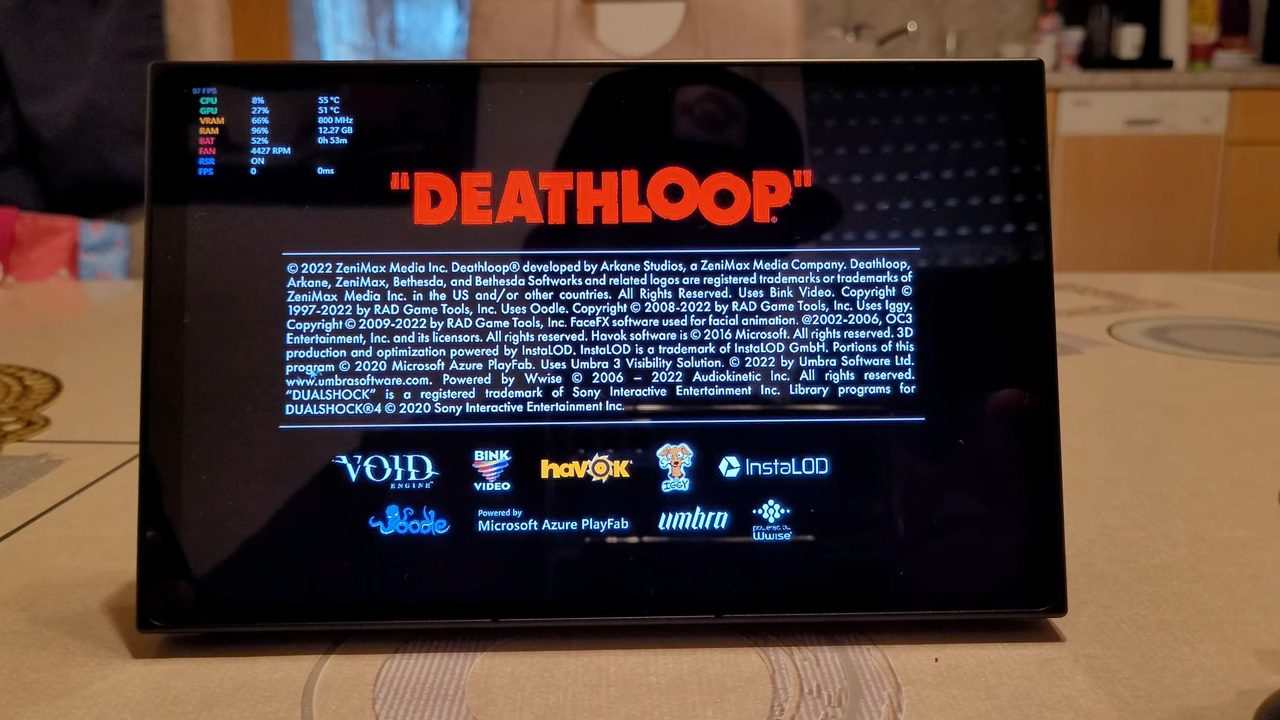 97 FPS
CPU 8% 55 °C
GPU 27% 51 °C
VRAM 66% 800 MHz
RAM 96% 12.27 GB
BAT 52% 0h 53m
FAN 4427 RPM
RSR ON
FPS 0 0ms
"DEATHLOOP"®
© 2022 ZeniMax Media Inc. Deathloop® developed by Arkane Studios, a ZeniMax Media Company. Deathloop,
Arkane, ZeniMax, Bethesda, and Bethesda Softworks and related logos are registered trademarks or trademarks of
ZeniMax Media Inc. in the US and/or other countries. All Rights Reserved. Uses Bink Video. Copyright ©
1997-2022 by RAD Game Tools, Inc. Uses Oodle. Copyright © 2008-2022 by RAD Game Tools, Inc. Uses Iggy.
Copyright © 2009-2022 by RAD Game Tools, Inc. FaceFX software used for facial animation. @2002-2006, OC3
Entertainment, Inc. and its licensors. All rights reserved. Havok software is © 2016 Microsoft. All rights reserved. 3D
production and optimization powered by InstaLOD. InstaLOD is a trademark of InstaLOD GmbH. Portions of this
program © 2020 Microsoft Azure PlayFab. Uses Umbra 3 Visibility Solution. © 2022 by Umbra Software Ltd.
www.umbrasoftware.com. Powered by Wwise © 2006 – 2022 Audiokinetic Inc. All rights reserved.
"DUALSHOCK" is a registered trademark of Sony Interactive Entertainment Inc. Library programs for
DUALSHOCK®4 © 2020 Sony Interactive Entertainment Inc.
VOID ENGINE™
BINK VIDEO
havok
IGGY
InstaLOD
oodle
Powered by
Microsoft Azure PlayFab
umbra
powered by
Wwise